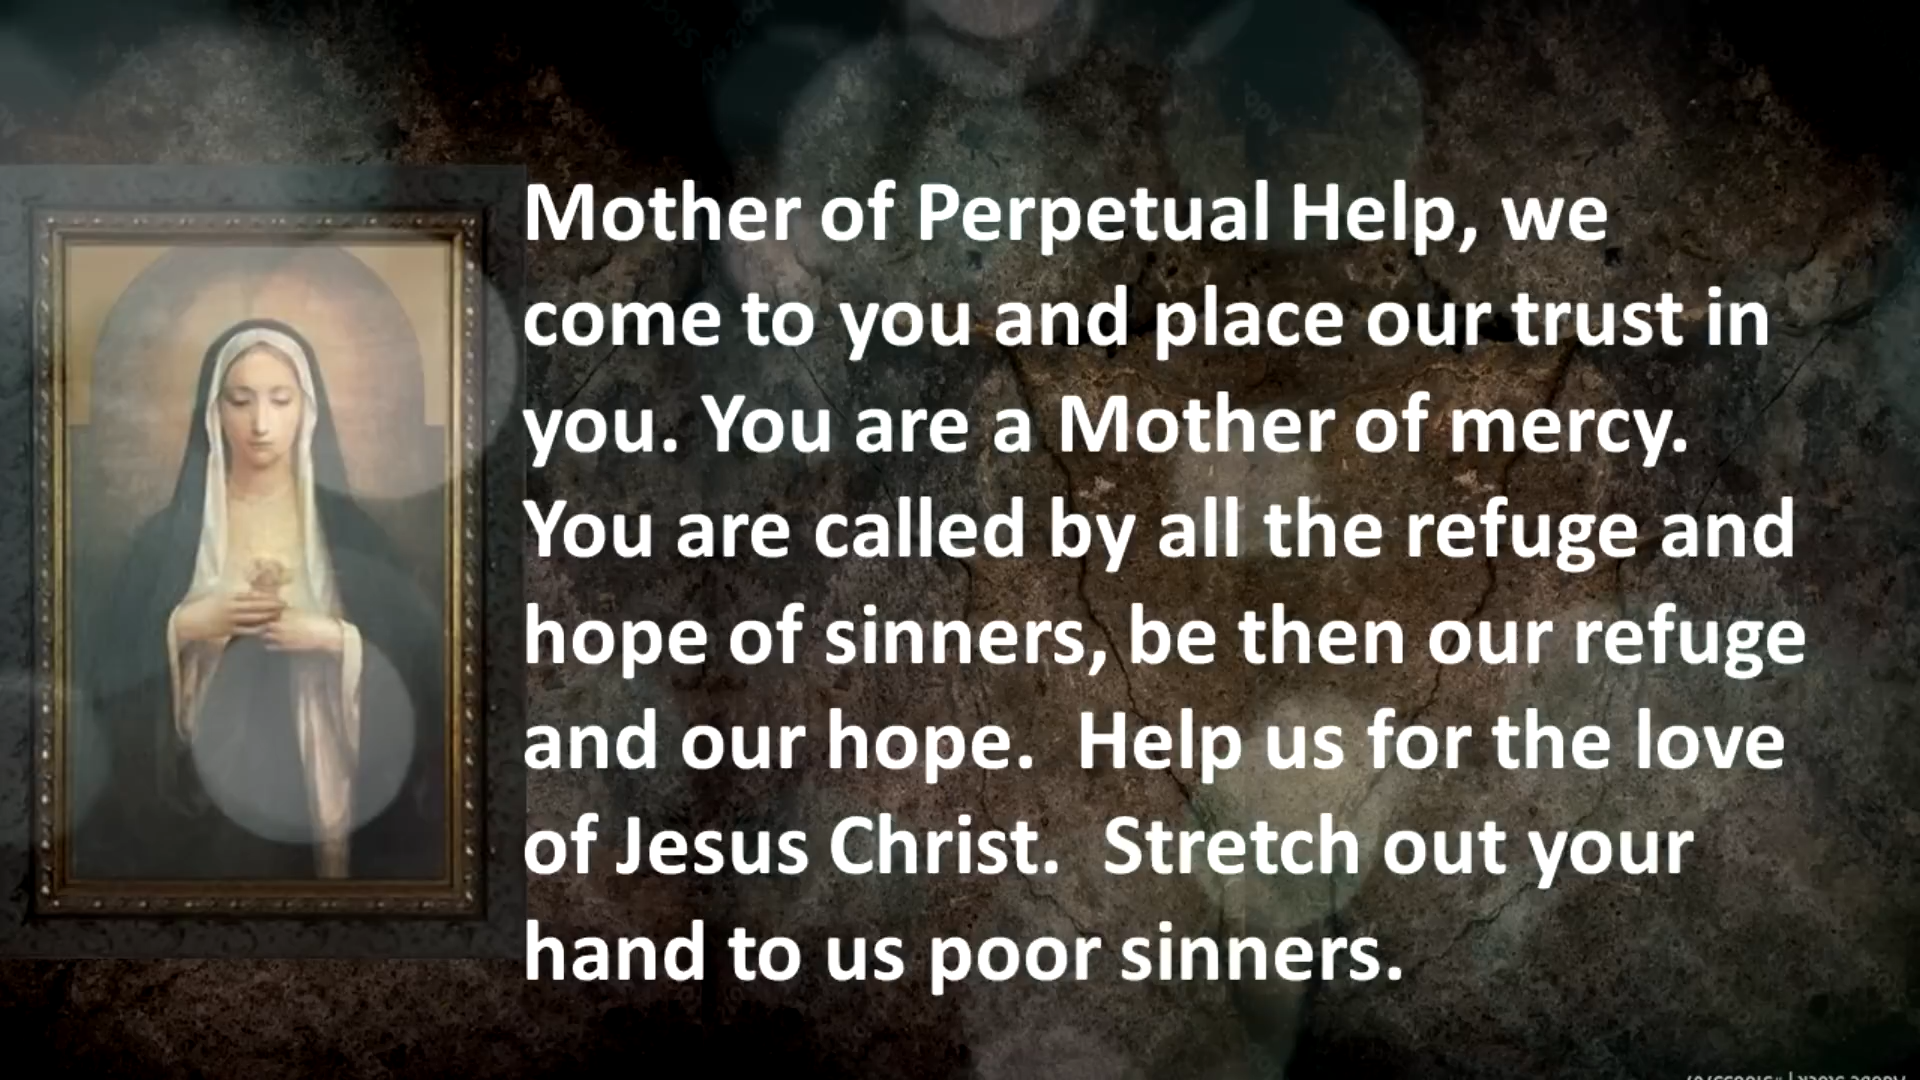 Mother of Perpetual Help, we
come to you and place our trust in
you. You are a Mother of mercy.
You are called by all the refuge and
hope of sinners, be then our refuge
and our hope.  Help us for the love
of Jesus Christ.  Stretch out your
hand to us poor sinners.